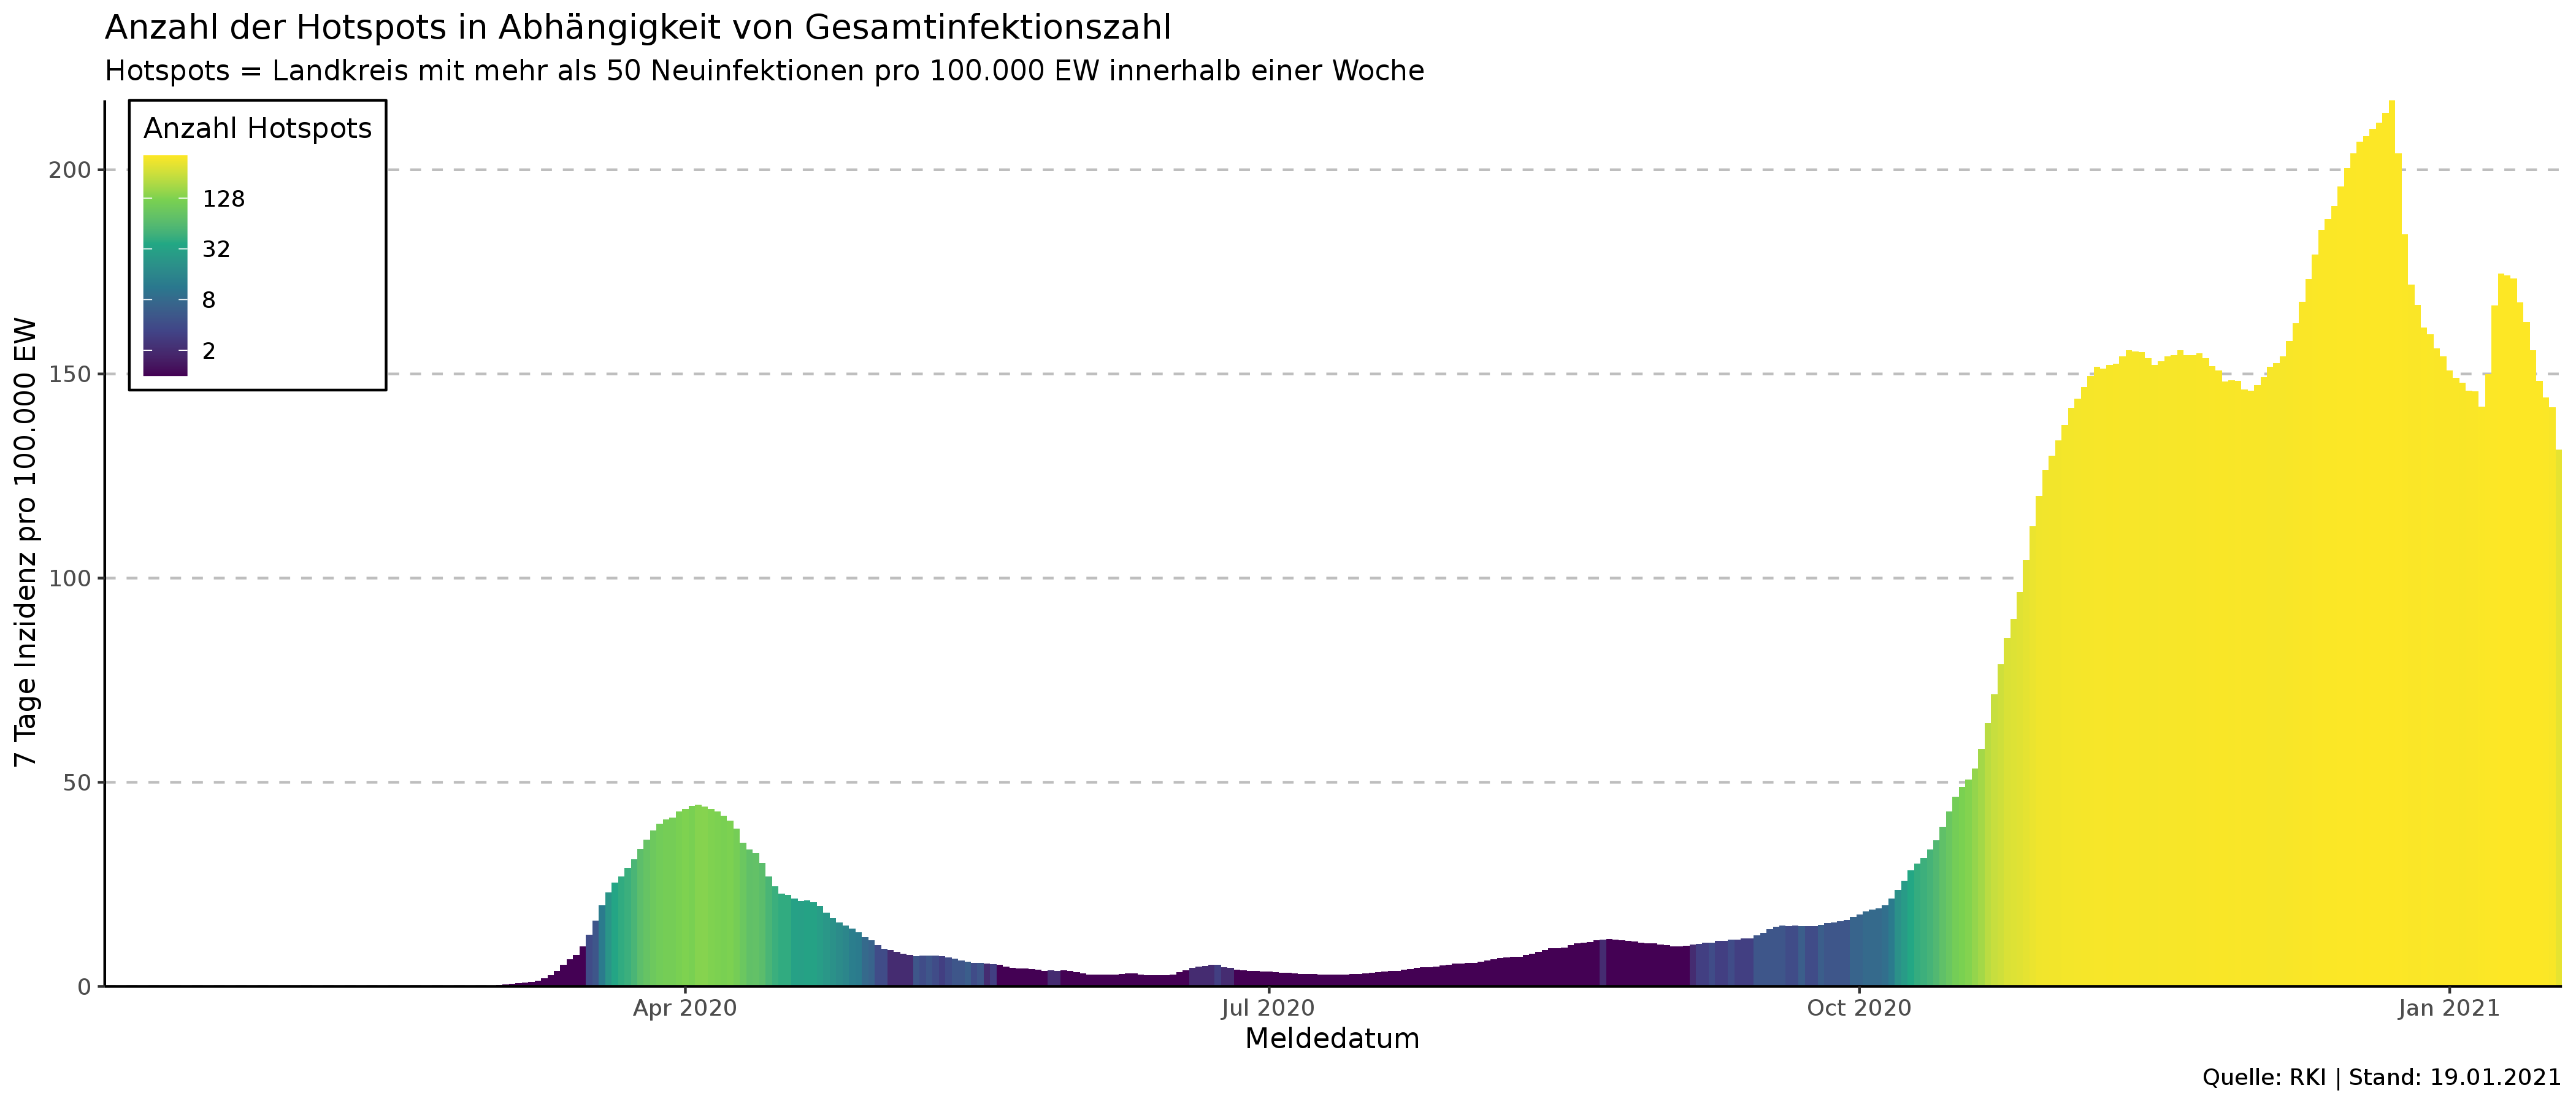 Anzahl der Hotspots in Abhängigkeit von Gesamtinfektionszahl
Hotspots = Landkreis mit mehr als 50 Neuinfektionen pro 100.000 EW innerhalb einer Woche
Anzahl Hotspots
128
32
8
2
7 Tage Inzidenz pro 100.000 EW
200
150
100
50
0
Apr 2020
Jul 2020
Oct 2020
Jan 2021
Meldedatum
Quelle: RKI | Stand: 19.01.2021